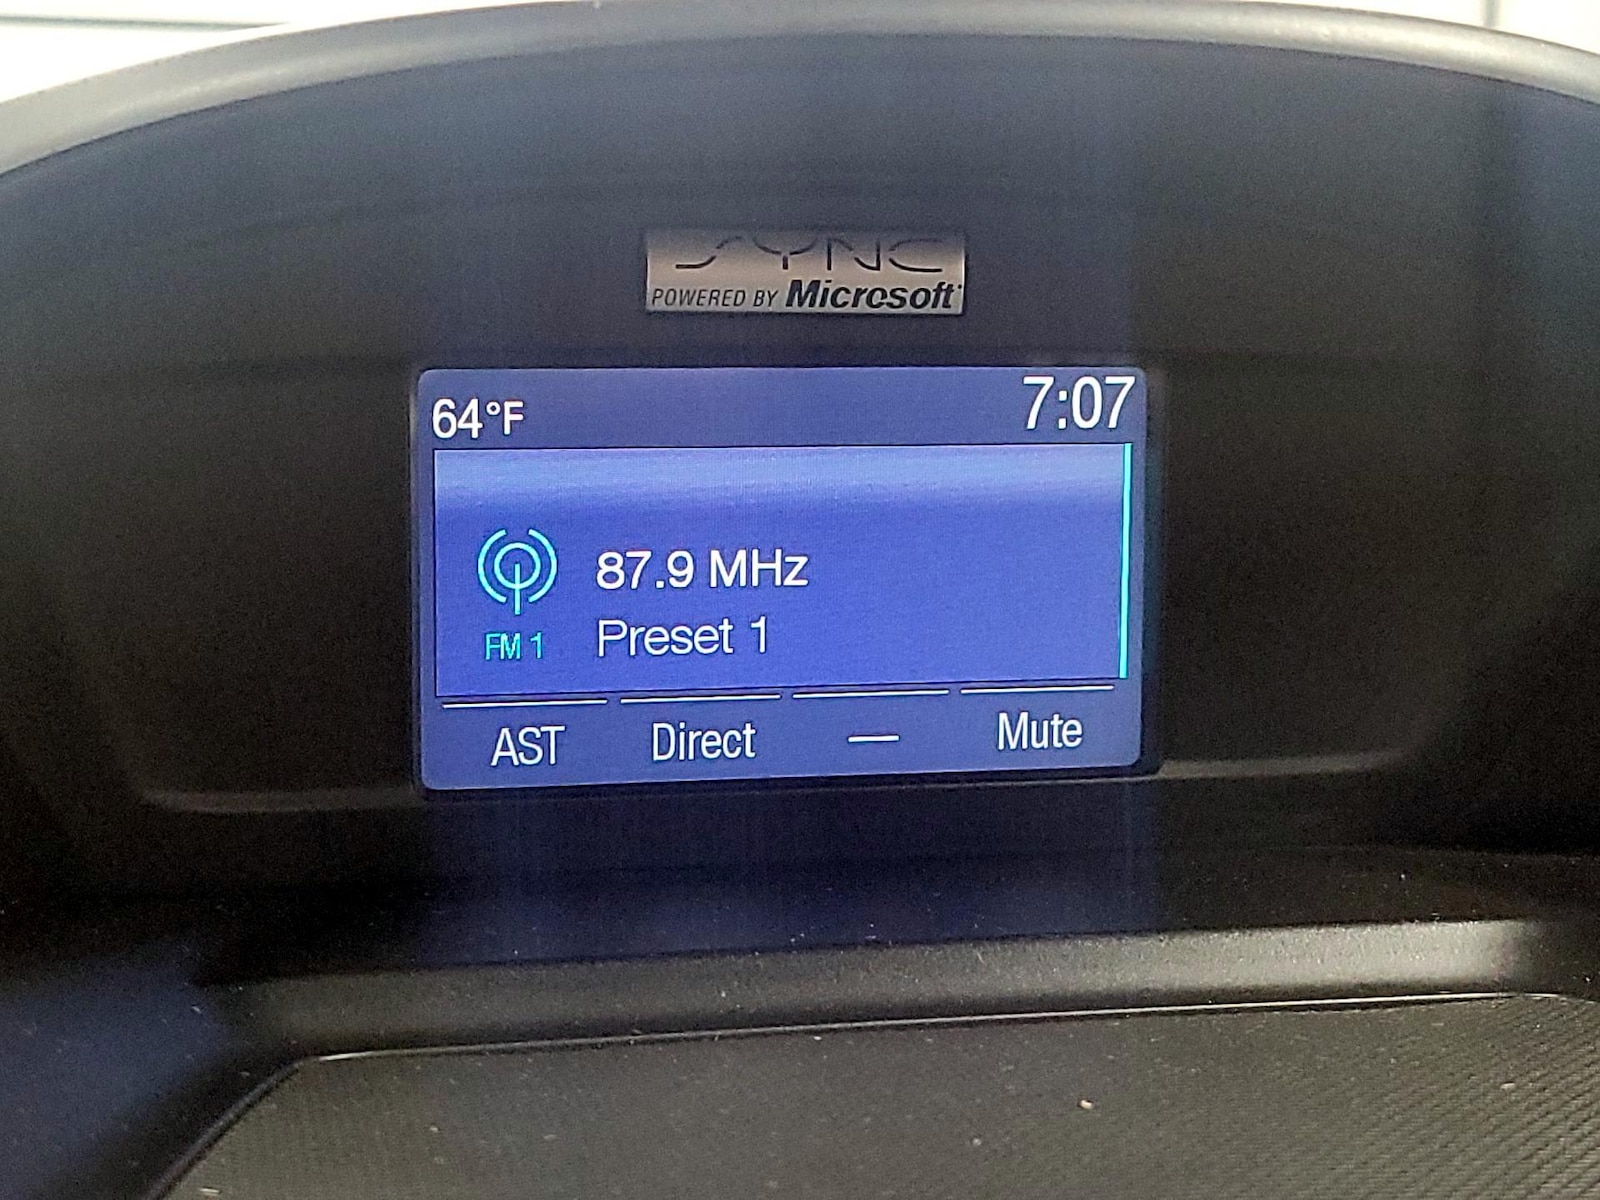 SYNC
POWERED BY Microsoft
64°F
7:07
87.9 MHz
FM 1
Preset 1
AST
Direct
—
Mute